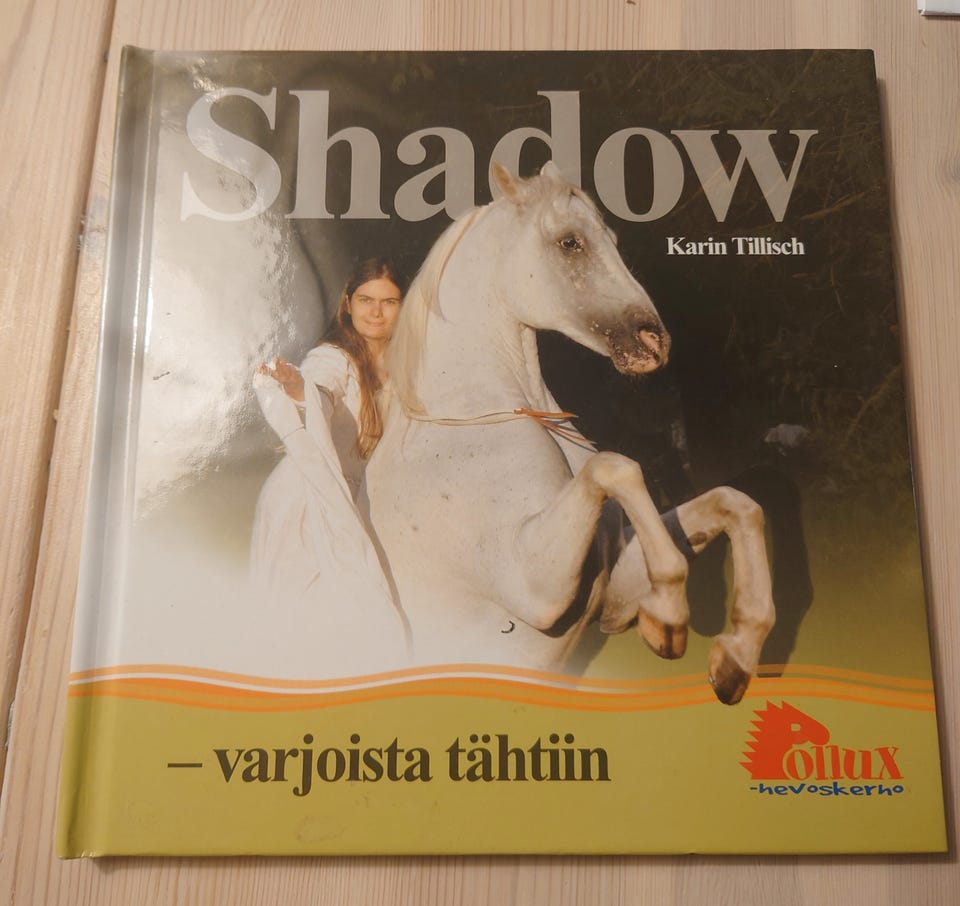 Shadow
Karin Tillisch
– varjoista tähtiin
Pollux
-hevoskerho